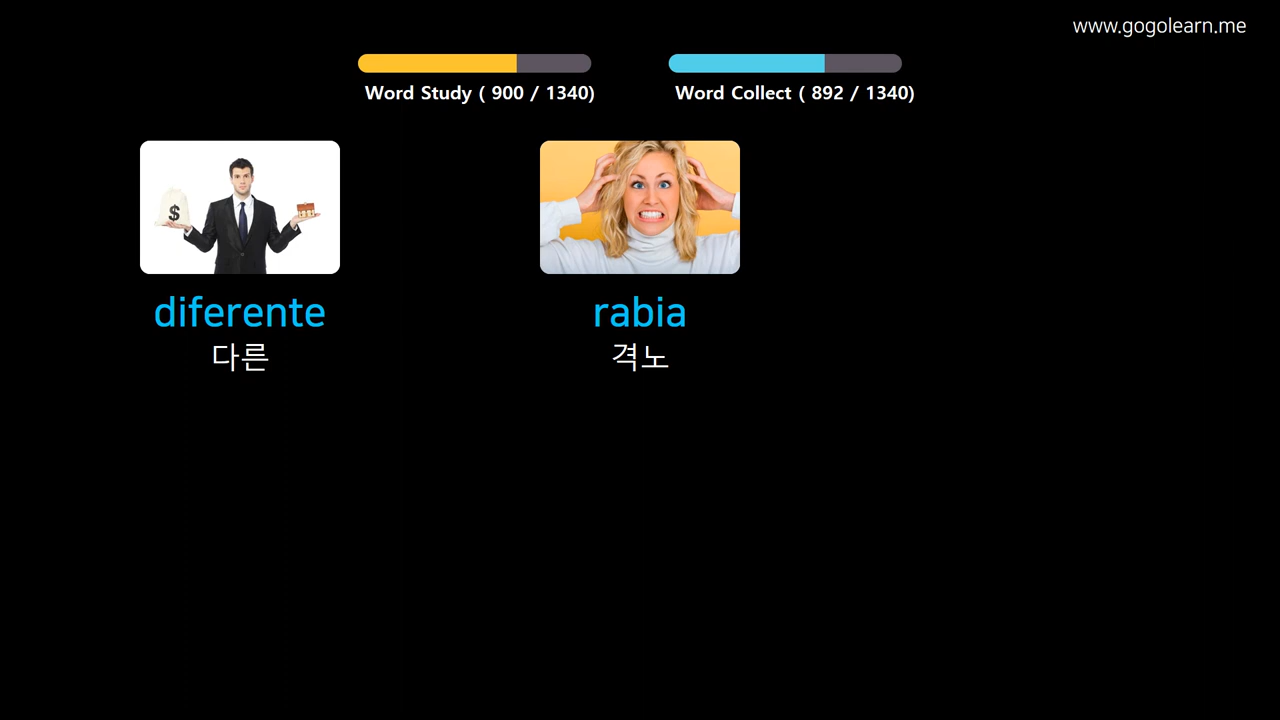 www.gogolearn.me
Word Study ( 900 / 1340)
Word Collect ( 892 / 1340)
$
diferente
다른
rabia
격노